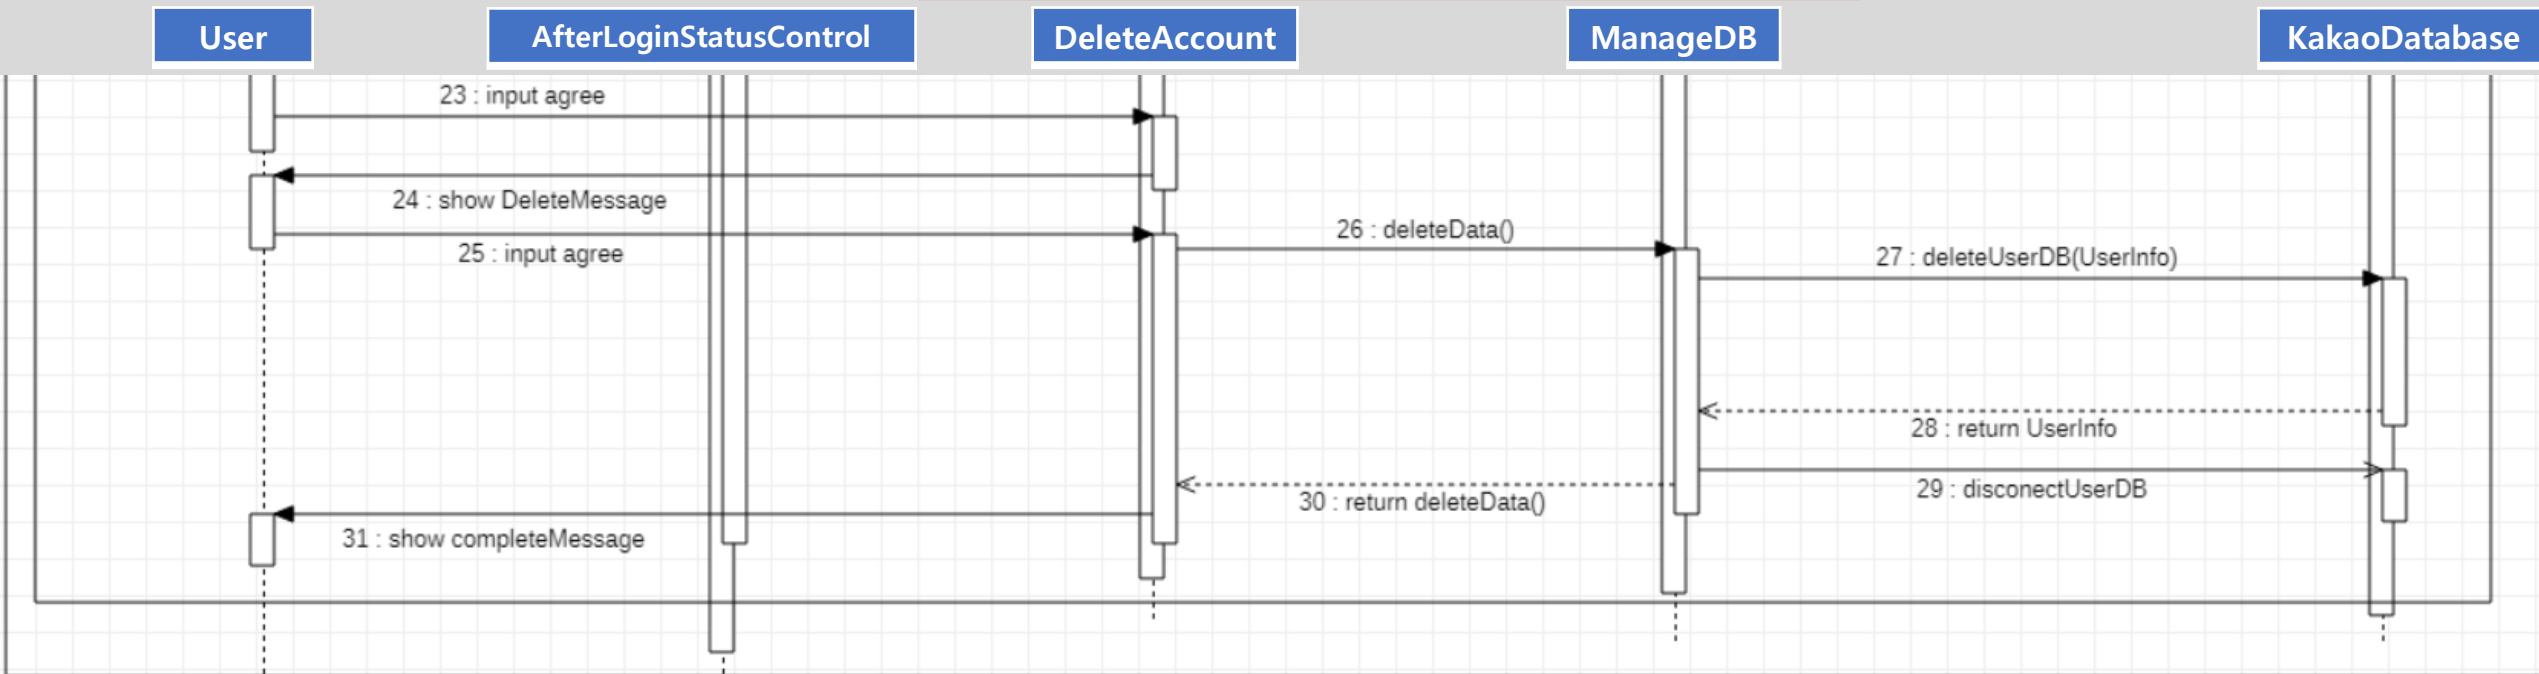 User
AfterLoginStatusControl
DeleteAccount
ManageDB
KakaoDatabase
23 : input agree
24 : show DeleteMessage
25 : input agree
26 : deleteData()
27 : deleteUserDB(UserInfo)
28 : return UserInfo
29 : disconectUserDB
30 : return deleteData()
31 : show completeMessage